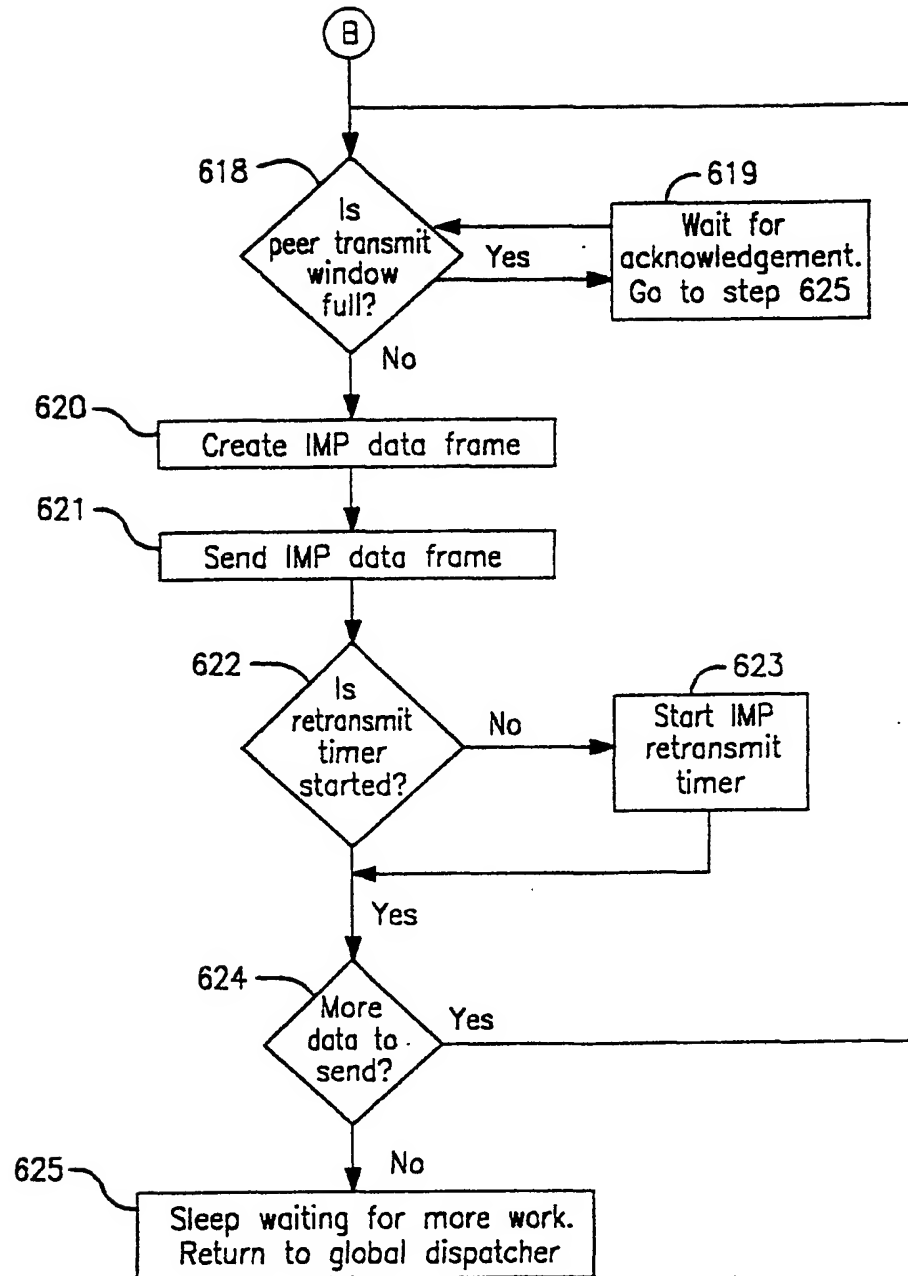 B
618
Is
peer transmit
window
full?
Yes
619
Wait for
acknowledgement.
Go to step 625
No
620
Create IMP data frame
621
Send IMP data frame
622
Is
retransmit
timer
started?
No
623
Start IMP
retransmit
timer
Yes
624
More
data to
send?
Yes
No
625
Sleep waiting for more work.
Return to global dispatcher